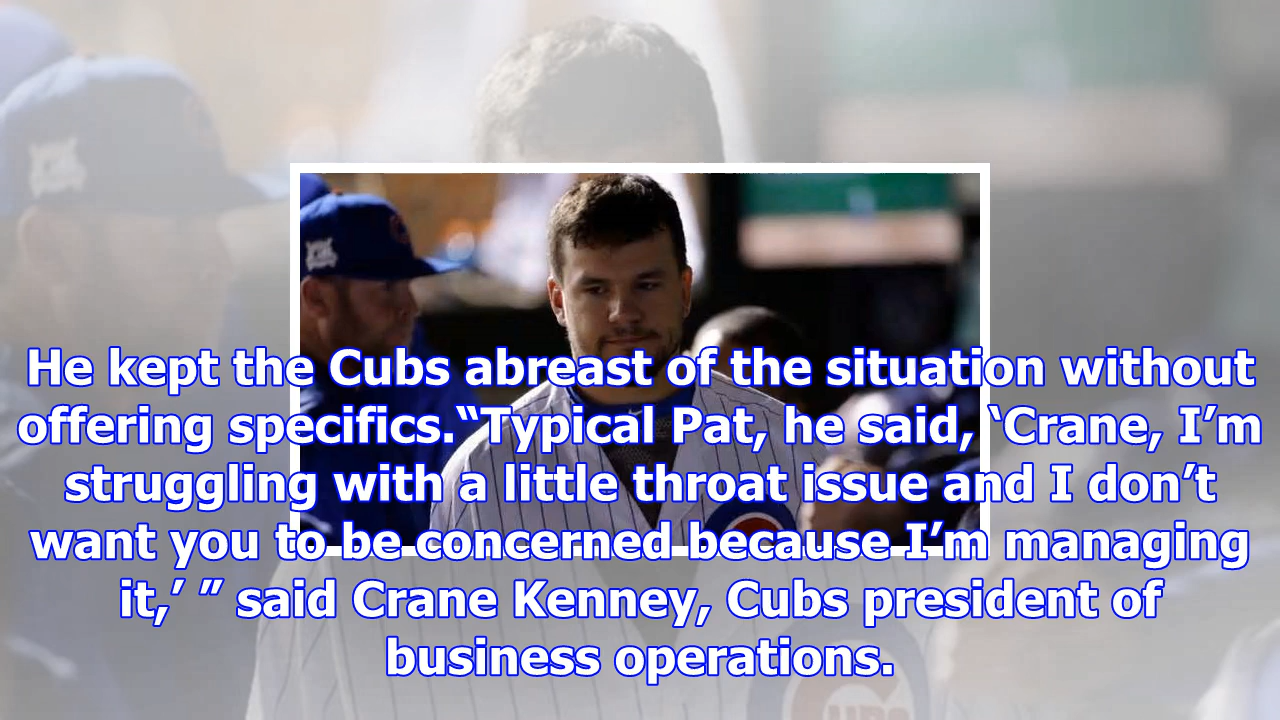 He kept the Cubs abreast of the situation without
offering specifics.“Typical Pat, he said, ‘Crane, I’m
struggling with a little throat issue and I don’t
want you to be concerned because I’m managing
it,’ ” said Crane Kenney, Cubs president of
business operations.